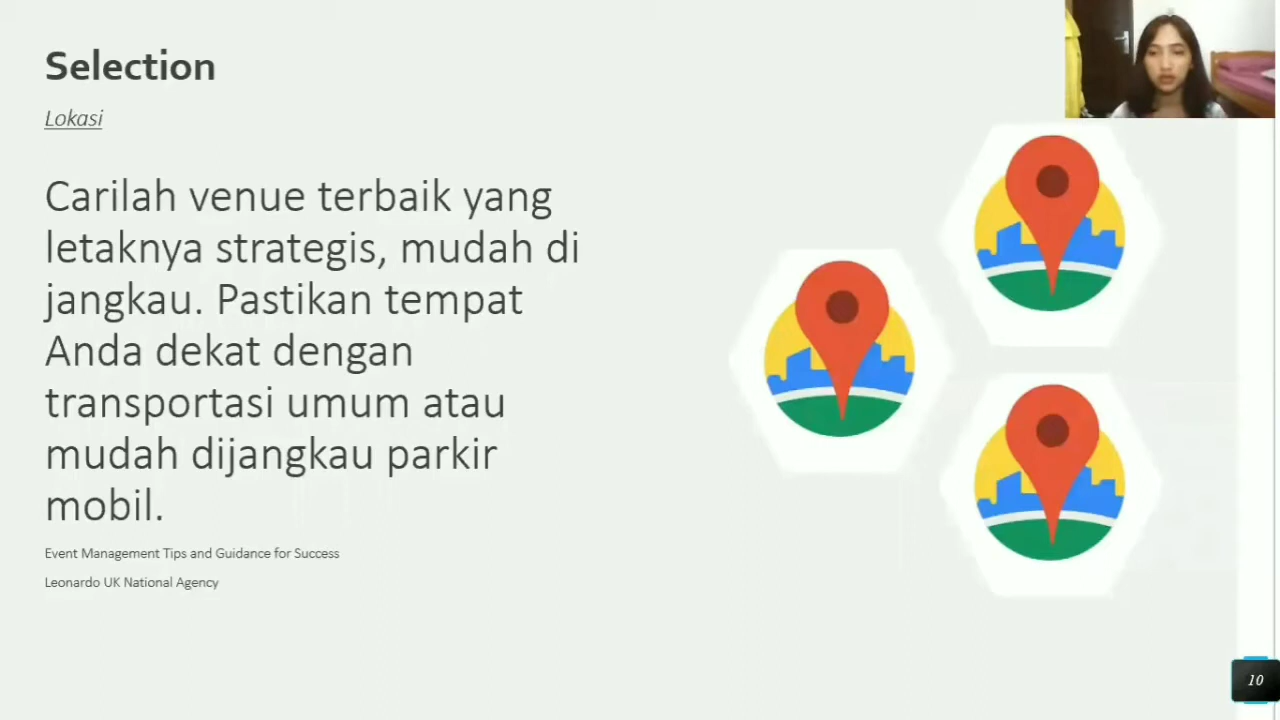 Selection
Lokasi
Carilah venue terbaik yang
letaknya strategis, mudah di
jangkau. Pastikan tempat
Anda dekat dengan
transportasi umum atau
mudah dijangkau parkir
mobil.
Event Management Tips and Guidance for Success
Leonardo UK National Agency
10